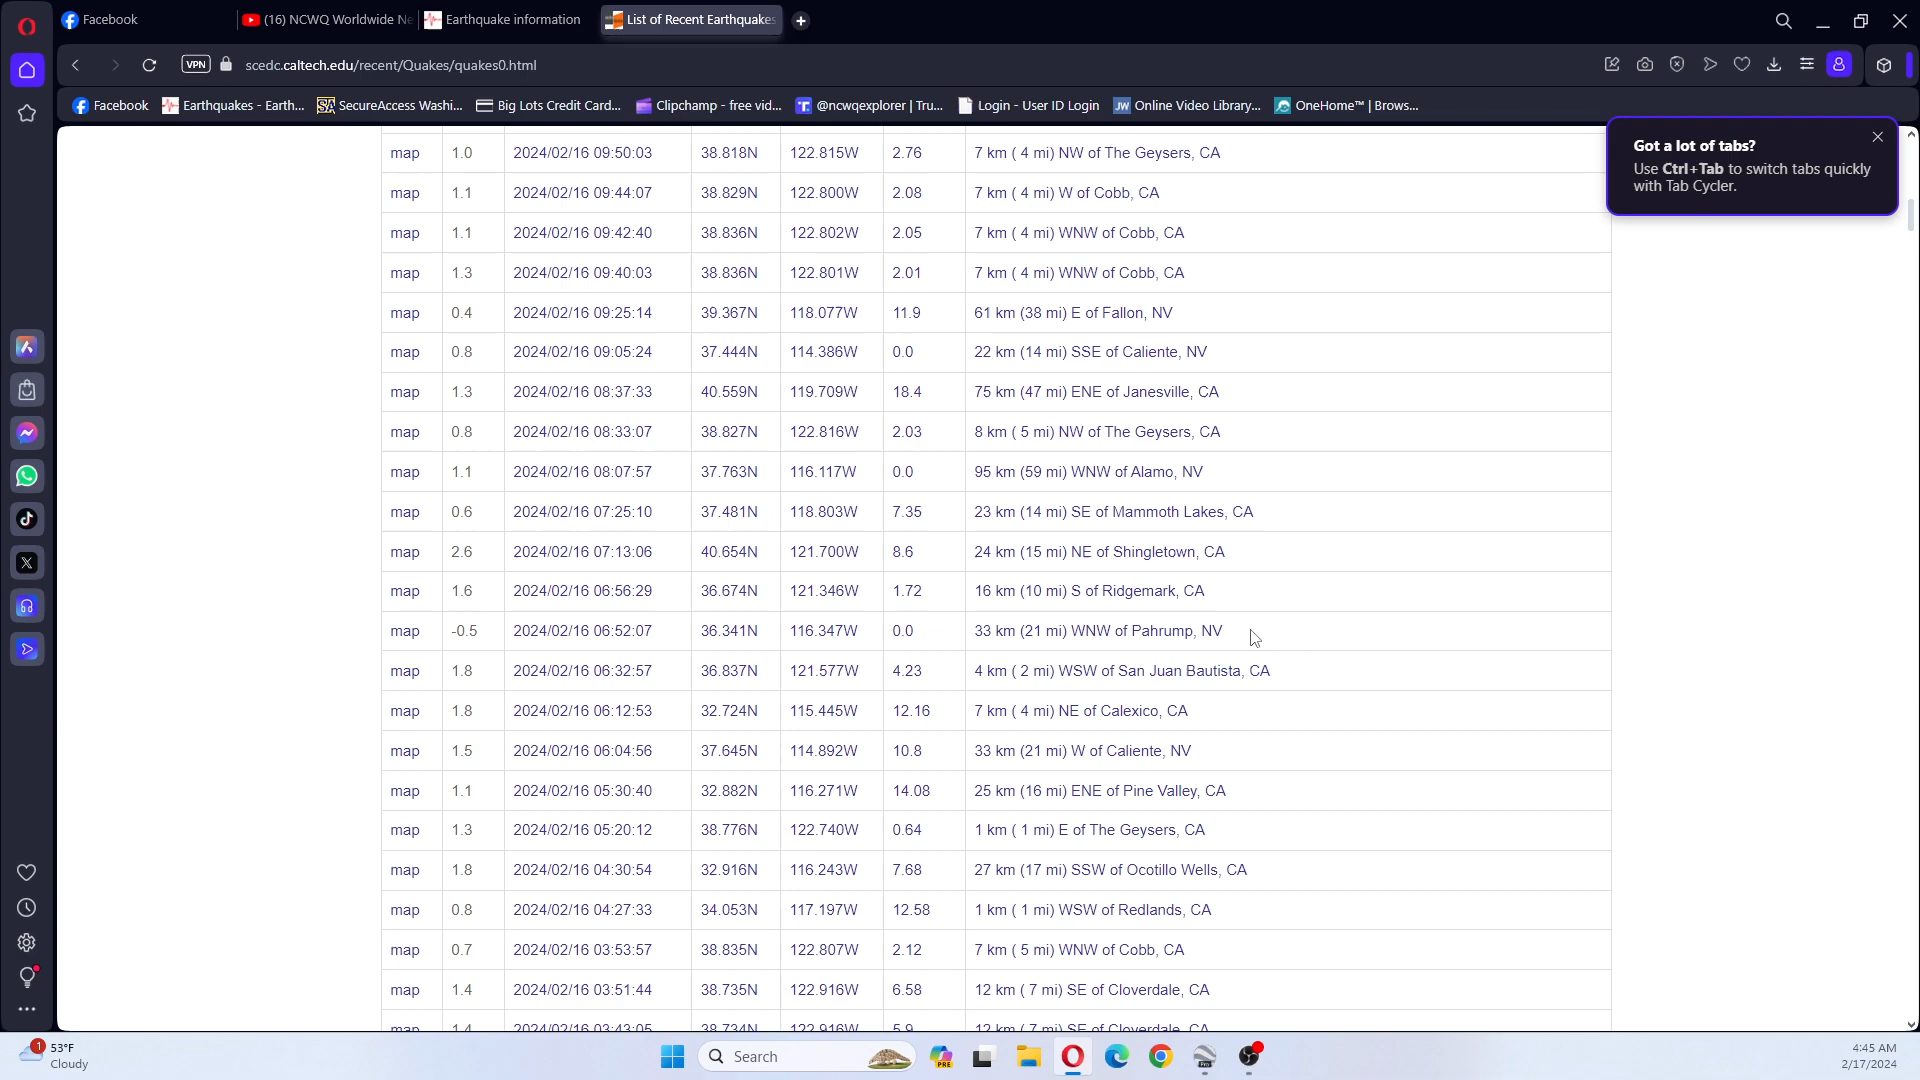 Facebook
(16) NCWQ Worldwide Ne
Earthquake information
List of Recent Earthquakes
VPN
scedc.caltech.edu/recent/Quakes/quakes0.html
Facebook
Earthquakes - Earth...
SecureAccess Washi...
Big Lots Credit Card...
Clipchamp - free vid...
@ncwqexplorer | Tru...
Login - User ID Login
JW Online Video Library...
OneHome™ | Brows...
Got a lot of tabs?
Use Ctrl+Tab to switch tabs quickly
with Tab Cycler.
map 1.0 2024/02/16 09:50:03 38.818N 122.815W 2.76 7 km ( 4 mi) NW of The Geysers, CA
map 1.1 2024/02/16 09:44:07 38.829N 122.800W 2.08 7 km ( 4 mi) W of Cobb, CA
map 1.1 2024/02/16 09:42:40 38.836N 122.802W 2.05 7 km ( 4 mi) WNW of Cobb, CA
map 1.3 2024/02/16 09:40:03 38.836N 122.801W 2.01 7 km ( 4 mi) WNW of Cobb, CA
map 0.4 2024/02/16 09:25:14 39.367N 118.077W 11.9 61 km (38 mi) E of Fallon, NV
map 0.8 2024/02/16 09:05:24 37.444N 114.386W 0.0 22 km (14 mi) SSE of Caliente, NV
map 1.3 2024/02/16 08:37:33 40.559N 119.709W 18.4 75 km (47 mi) ENE of Janesville, CA
map 0.8 2024/02/16 08:33:07 38.827N 122.816W 2.03 8 km ( 5 mi) NW of The Geysers, CA
map 1.1 2024/02/16 08:07:57 37.763N 116.117W 0.0 95 km (59 mi) WNW of Alamo, NV
map 0.6 2024/02/16 07:25:10 37.481N 118.803W 7.35 23 km (14 mi) SE of Mammoth Lakes, CA
map 2.6 2024/02/16 07:13:06 40.654N 121.700W 8.6 24 km (15 mi) NE of Shingletown, CA
map 1.6 2024/02/16 06:56:29 36.674N 121.346W 1.72 16 km (10 mi) S of Ridgemark, CA
map -0.5 2024/02/16 06:52:07 36.341N 116.347W 0.0 33 km (21 mi) WNW of Pahrump, NV
map 1.8 2024/02/16 06:32:57 36.837N 121.577W 4.23 4 km ( 2 mi) WSW of San Juan Bautista, CA
map 1.8 2024/02/16 06:12:53 32.724N 115.445W 12.16 7 km ( 4 mi) NE of Calexico, CA
map 1.5 2024/02/16 06:04:56 37.645N 114.892W 10.8 33 km (21 mi) W of Caliente, NV
map 1.1 2024/02/16 05:30:40 32.882N 116.271W 14.08 25 km (16 mi) ENE of Pine Valley, CA
map 1.3 2024/02/16 05:20:12 38.776N 122.740W 0.64 1 km ( 1 mi) E of The Geysers, CA
map 1.8 2024/02/16 04:30:54 32.916N 116.243W 7.68 27 km (17 mi) SSW of Ocotillo Wells, CA
map 0.8 2024/02/16 04:27:33 34.053N 117.197W 12.58 1 km ( 1 mi) WSW of Redlands, CA
map 0.7 2024/02/16 03:53:57 38.835N 122.807W 2.12 7 km ( 5 mi) WNW of Cobb, CA
map 1.4 2024/02/16 03:51:44 38.735N 122.916W 6.58 12 km ( 7 mi) SE of Cloverdale, CA
map 1.4 2024/02/16 03:43:05 38.734N 122.916W 5.9 12 km ( 7 mi) SE of Cloverdale, CA
1
53°F
Cloudy
Search
PRE
4:45 AM
2/17/2024